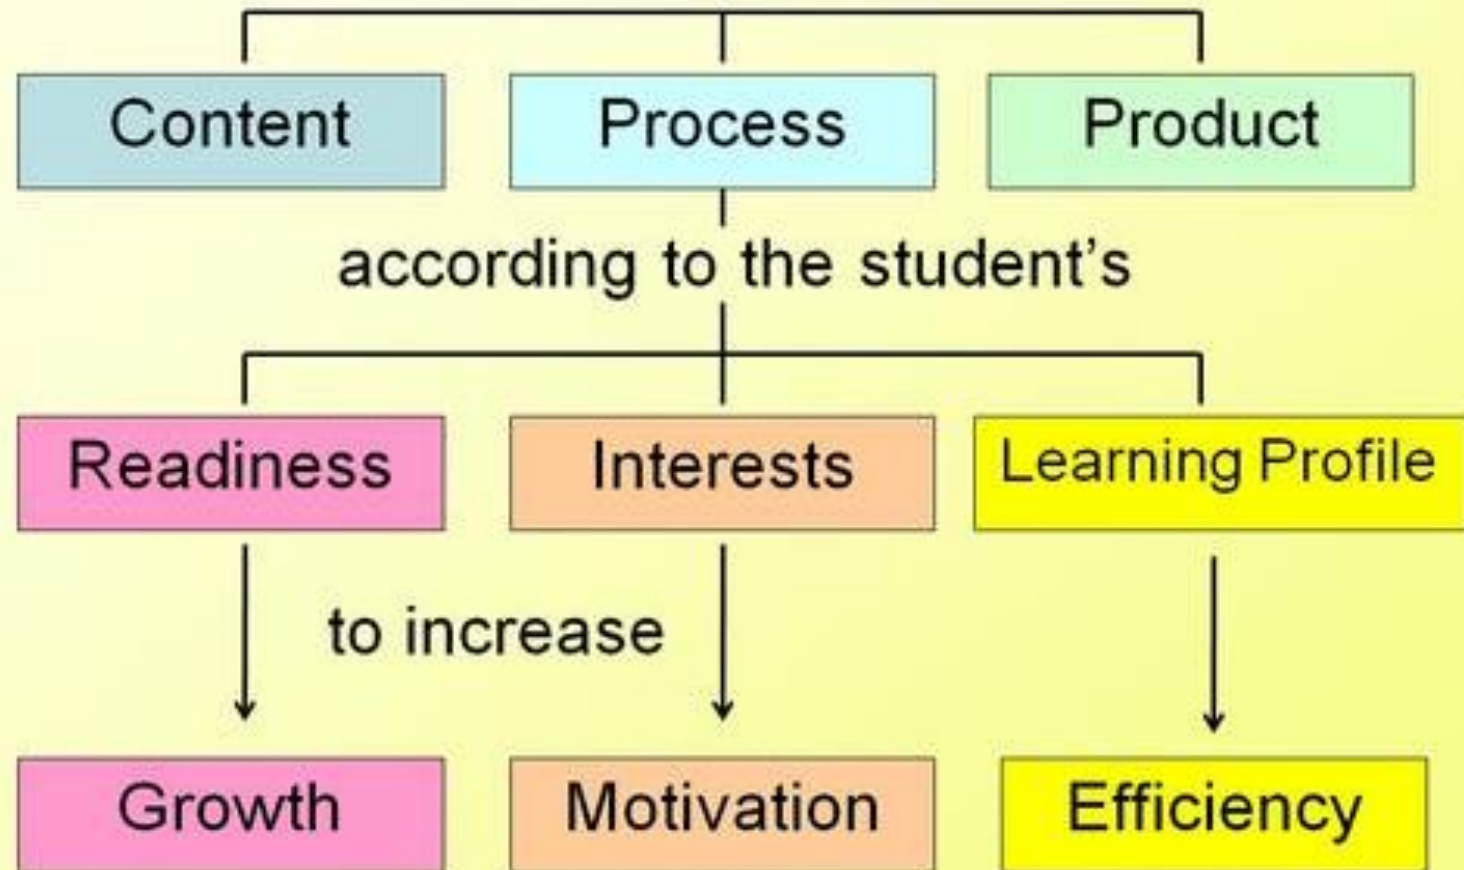 Content Process Product
according to the student’s
Readiness Interests Learning Profile
to increase
Growth Motivation Efficiency